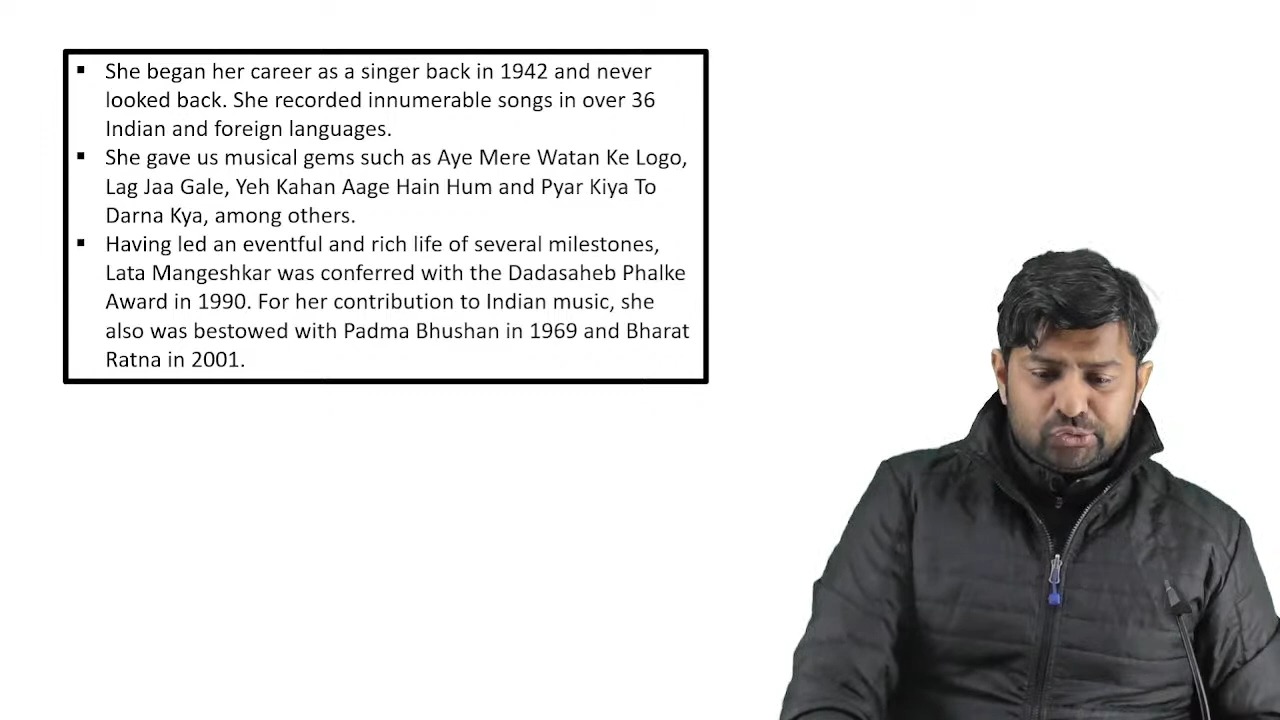 ▪ She began her career as a singer back in 1942 and never
looked back. She recorded innumerable songs in over 36
Indian and foreign languages.
▪ She gave us musical gems such as Aye Mere Watan Ke Logo,
Lag Jaa Gale, Yeh Kahan Aage Hain Hum and Pyar Kiya To
Darna Kya, among others.
▪ Having led an eventful and rich life of several milestones,
Lata Mangeshkar was conferred with the Dadasaheb Phalke
Award in 1990. For her contribution to Indian music, she
also was bestowed with Padma Bhushan in 1969 and Bharat
Ratna in 2001.